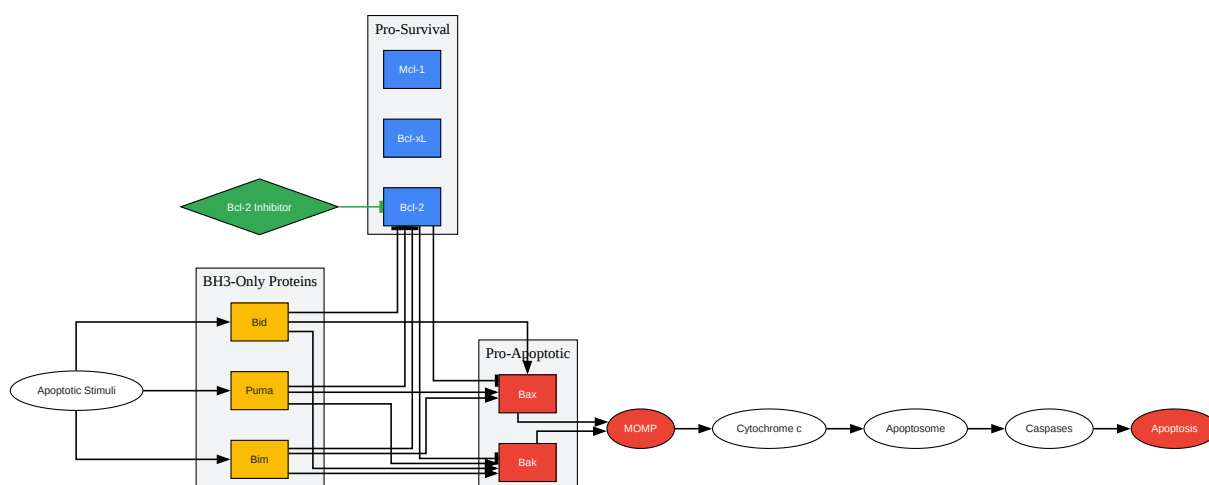 Pro-Survival
Mcl-1
Bcl-xL
Bcl-2
Bcl-2 Inhibitor
BH3-Only Proteins
Bid
Puma
Bim
Apoptotic Stimuli
Pro-Apoptotic
Bax
Bak
MOMP
Cytochrome c
Apoptosome
Caspases
Apoptosis